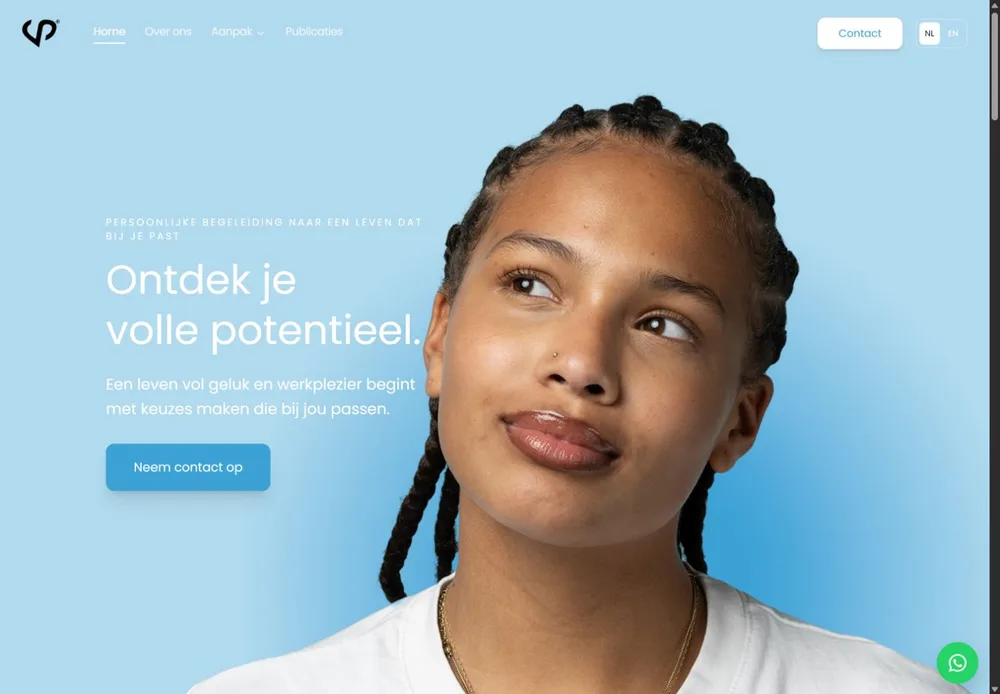 Home Over ons Aanpak Publicaties Contact NL EN
PERSOONLIJKE BEGELEIDING NAAR EEN LEVEN DAT
BIJ JE PAST
Ontdek je
volle potentieel.
Een leven vol geluk en werkplezier begint
met keuzes maken die bij jou passen.
Neem contact op